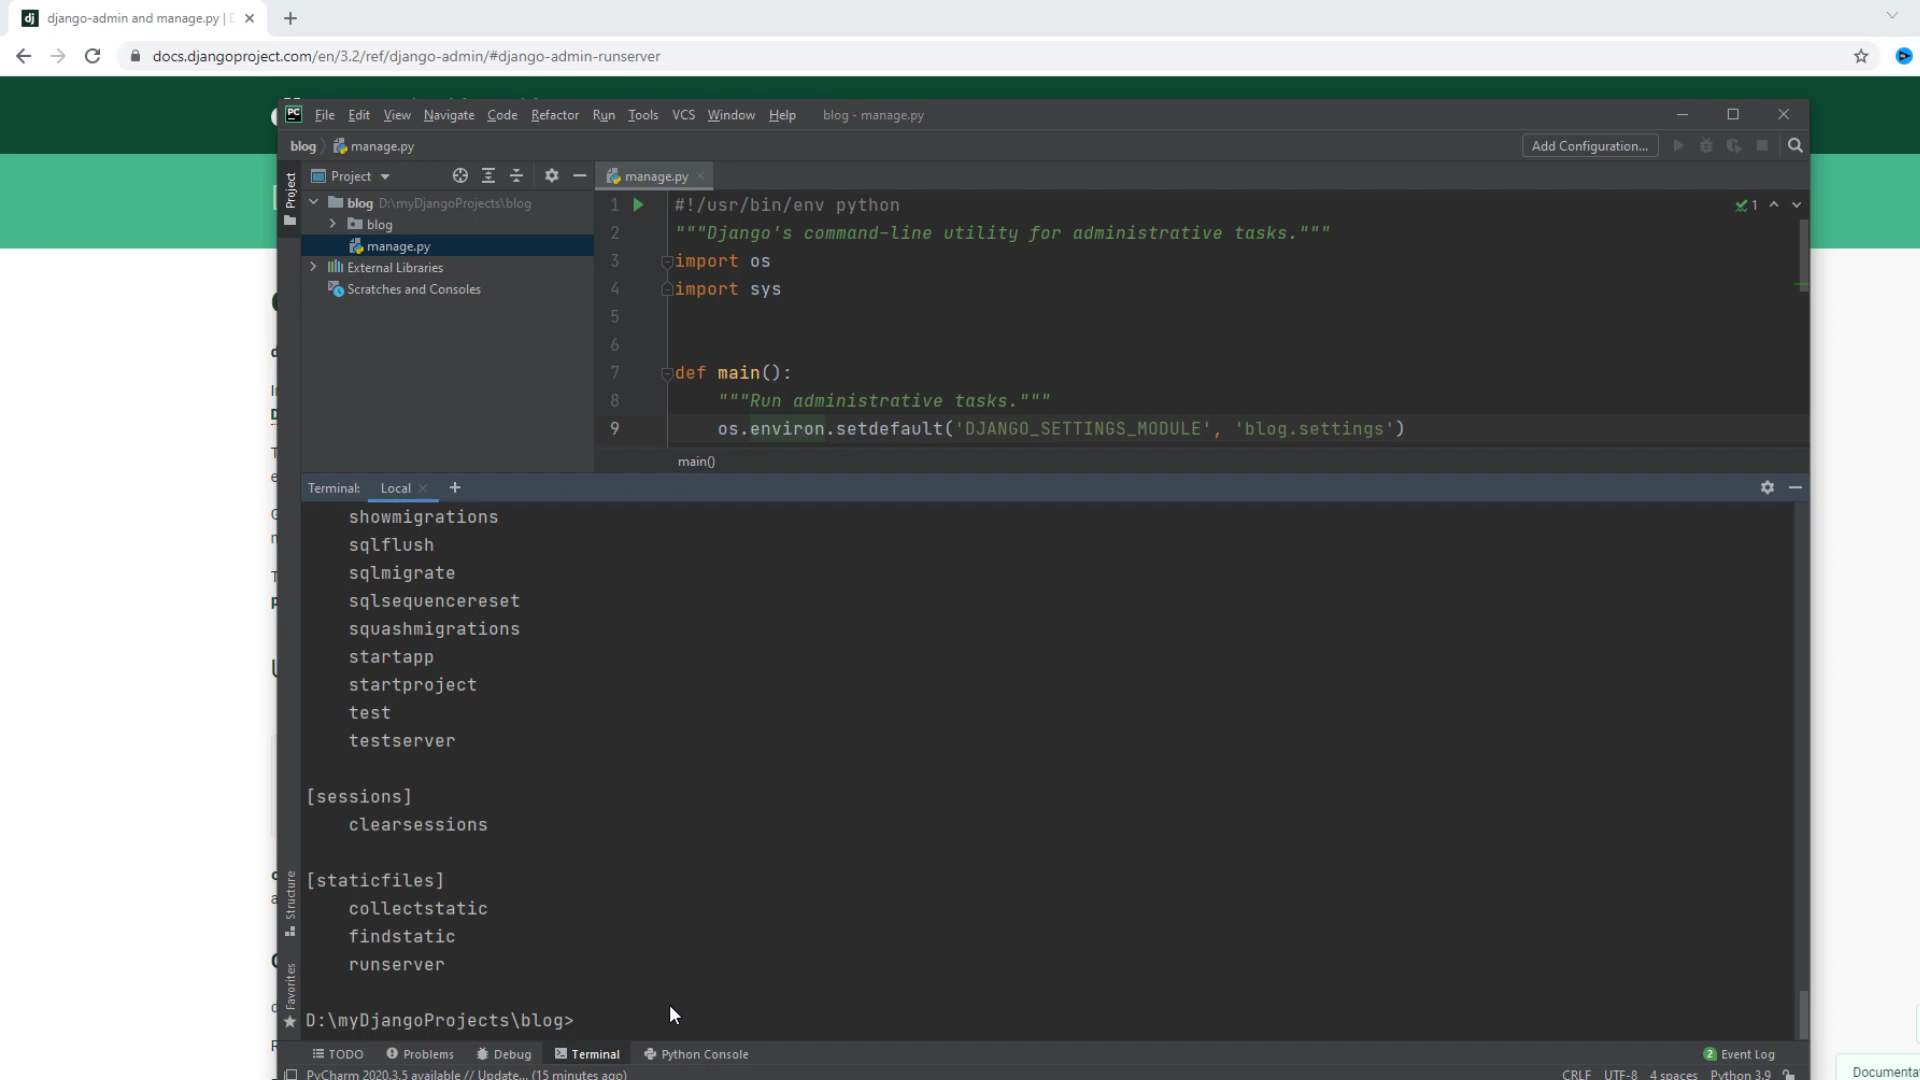 django-admin and manage.py |
docs.djangoproject.com/en/3.2/ref/django-admin/#django-admin-runserver
PC File Edit View Navigate Code Refactor Run Tools VCS Window Help blog - manage.py
blog manage.py Add Configuration...
Project
Project
manage.py
blog D:\myDjangoProjects\blog
blog
manage.py
External Libraries
Scratches and Consoles
1 #!/usr/bin/env python
2 """Django's command-line utility for administrative tasks."""
3 import os
4 import sys
5
6
7 def main():
8 """Run administrative tasks."""
9 os.environ.setdefault('DJANGO_SETTINGS_MODULE', 'blog.settings')
1
main()
Terminal: Local
showmigrations
sqlflush
sqlmigrate
sqlsequencereset
squashmigrations
startapp
startproject
test
testserver
[sessions]
clearsessions
[staticfiles]
collectstatic
findstatic
runserver
D:\myDjangoProjects\blog>
Structure
Favorites
TODO Problems Debug Terminal Python Console 2 Event Log
PyCharm 2020.3.5 available // Update... (15 minutes ago) CRLF UTF-8 4 spaces Python 3.9